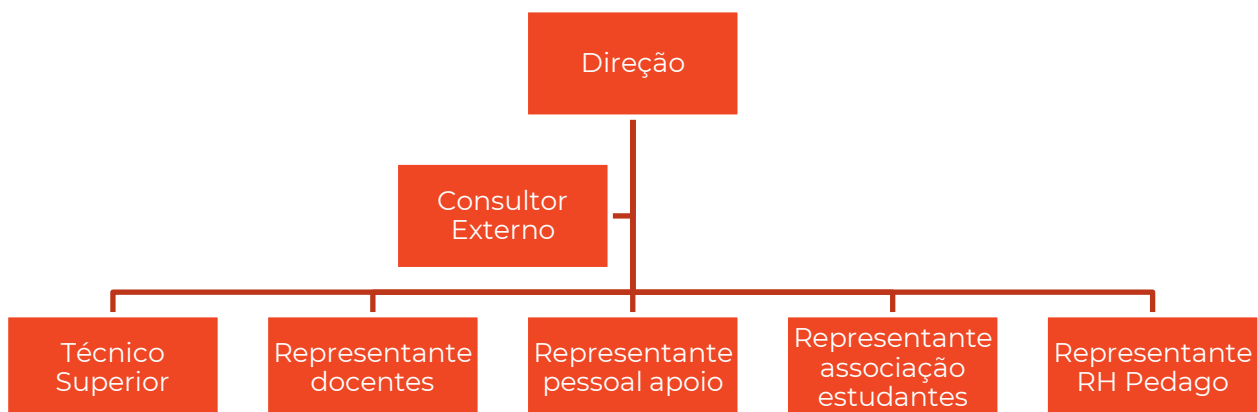 Direção
Consultor
Externo
Técnico
Superior
Representante
docentes
Representante
pessoal apoio
Representante
associação
estudantes
Representante
RH Pedago